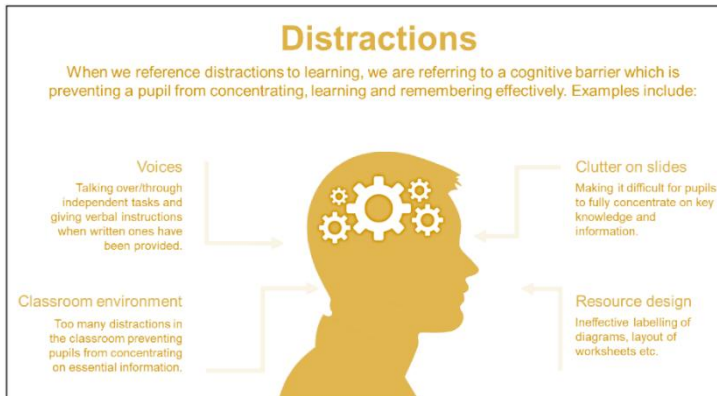 Distractions
When we reference distractions to learning, we are referring to a cognitive barrier which is
preventing a pupil from concentrating, learning and remembering effectively. Examples include:
Voices
Talking over/through
independent tasks and
giving verbal instructions
when written ones have
been provided.
Clutter on slides
Making it difficult for pupils
to fully concentrate on key
knowledge and
information.
Classroom environment
Too many distractions in
the classroom preventing
pupils from concentrating
on essential information.
Resource design
Ineffective labelling of
diagrams, layout of
worksheets etc.